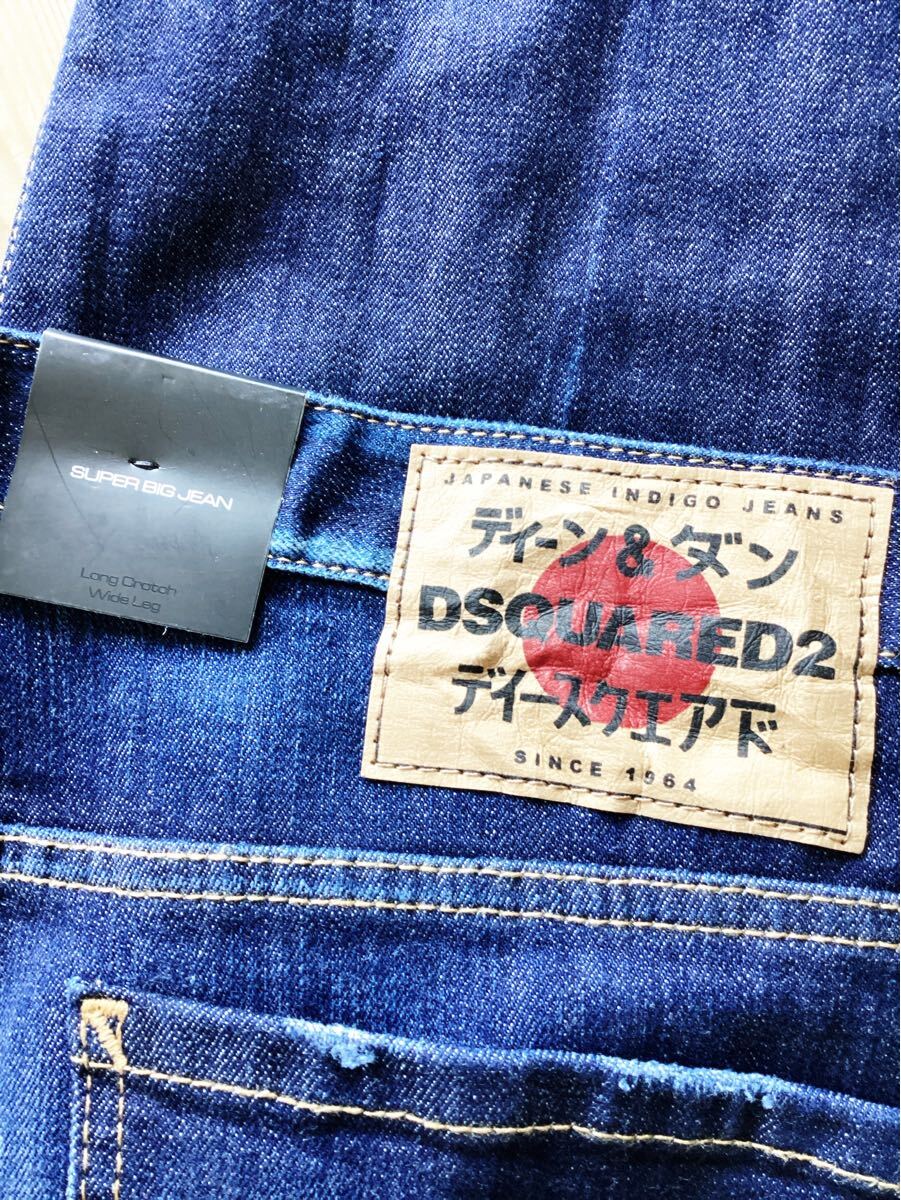 SUPER BIG JEAN
Long Crotch
Wide Leg
JAPANESE INDIGO JEANS
ディーン & ダン
DSQUARED2
ディースクエアド
SINCE 1964